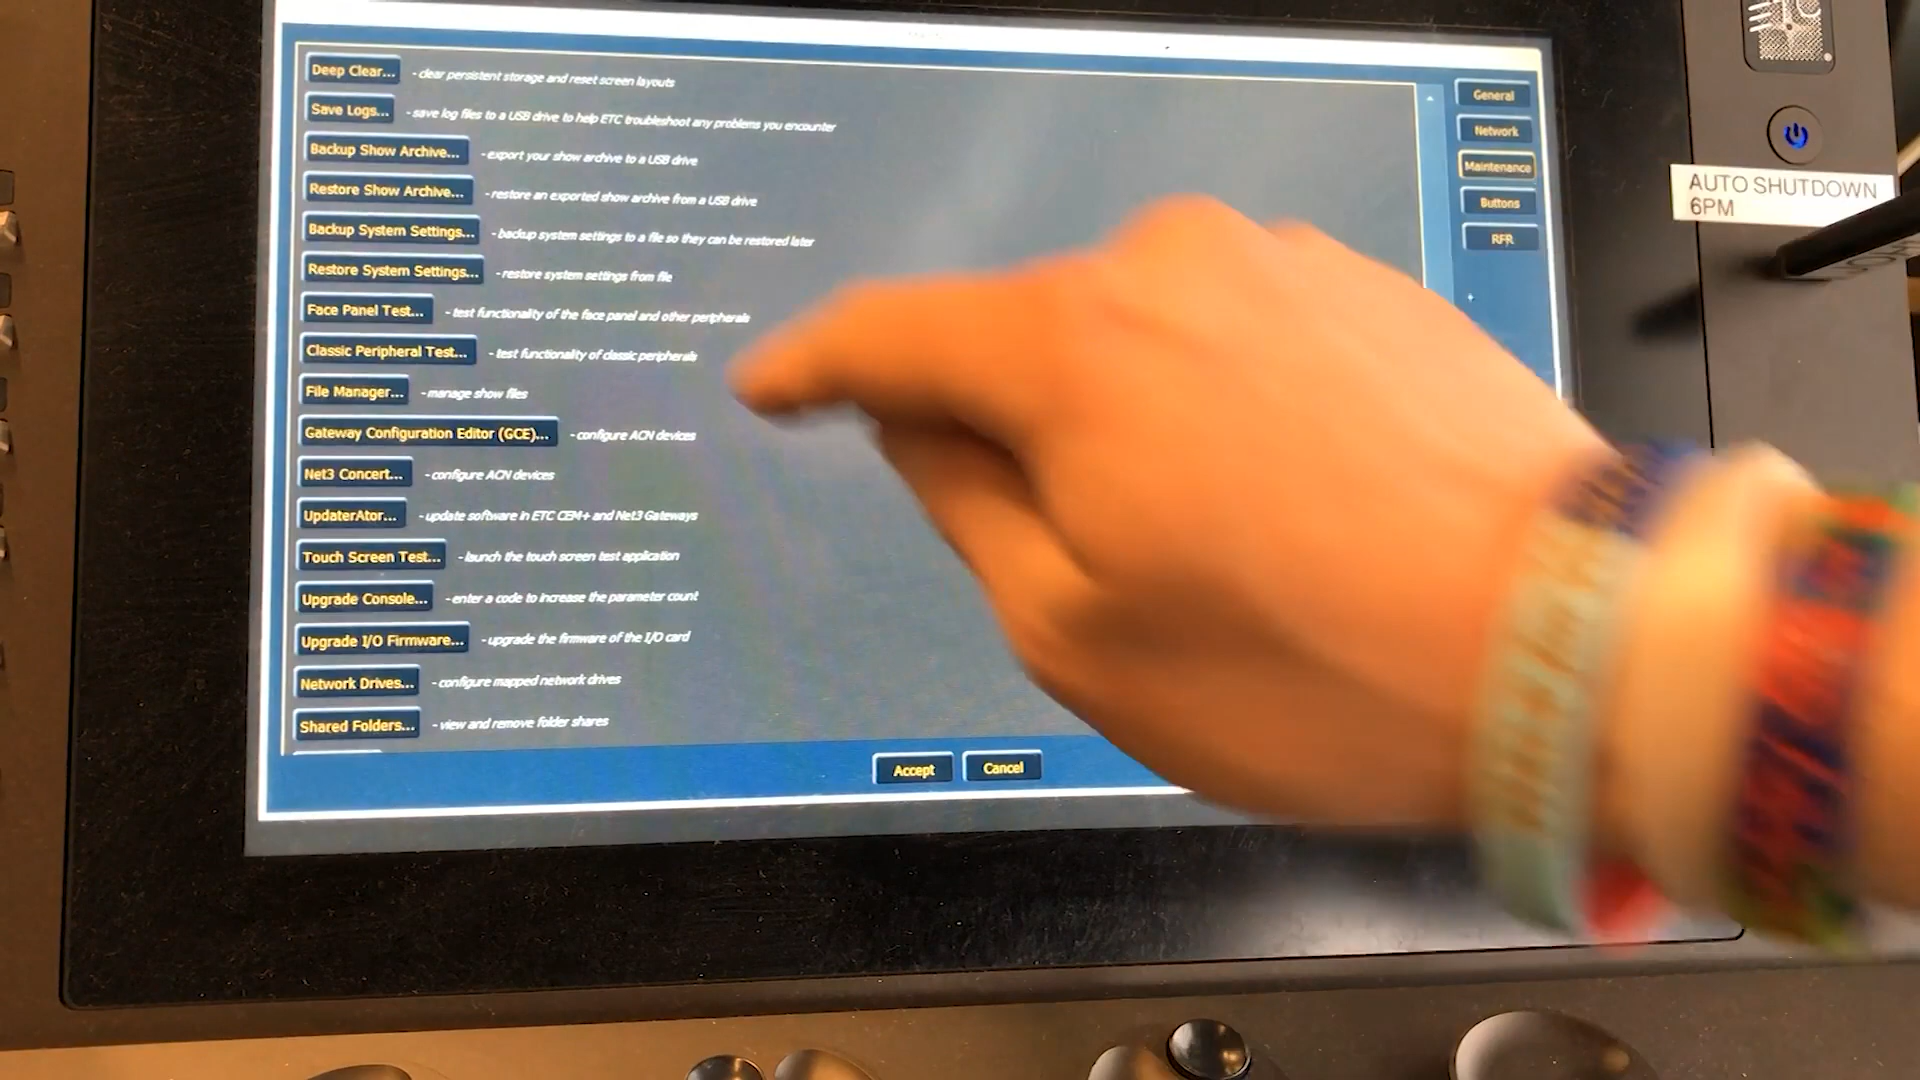 Deep Clear... - clear persistent storage and reset screen layouts
Save Logs... - save log files to a USB drive to help ETC troubleshoot any problems you encounter
Backup Show Archive... - export your show archive to a USB drive
Restore Show Archive... - restore an exported show archive from a USB drive
Backup System Settings... - backup system settings to a file so they can be restored later
Restore System Settings... - restore system settings from file
Face Panel Test... - test functionality of the face panel and other peripherals
Classic Peripheral Test... - test functionality of classic peripherals
File Manager... - manage show files
Gateway Configuration Editor (GCE)... - configure ACN devices
Net3 Concert... - configure ACN devices
UpdaterAtor... - update software in ETC CEM+ and Net3 Gateways
Touch Screen Test... - launch the touch screen test application
Upgrade Console... - enter a code to increase the parameter count
Upgrade I/O Firmware... - upgrade the firmware of the I/O card
Network Drives... - configure mapped network drives
Shared Folders... - view and remove folder shares
Accept
Cancel
General
Network
Maintenance
Buttons
RFR
ETC
AUTO SHUTDOWN
6PM